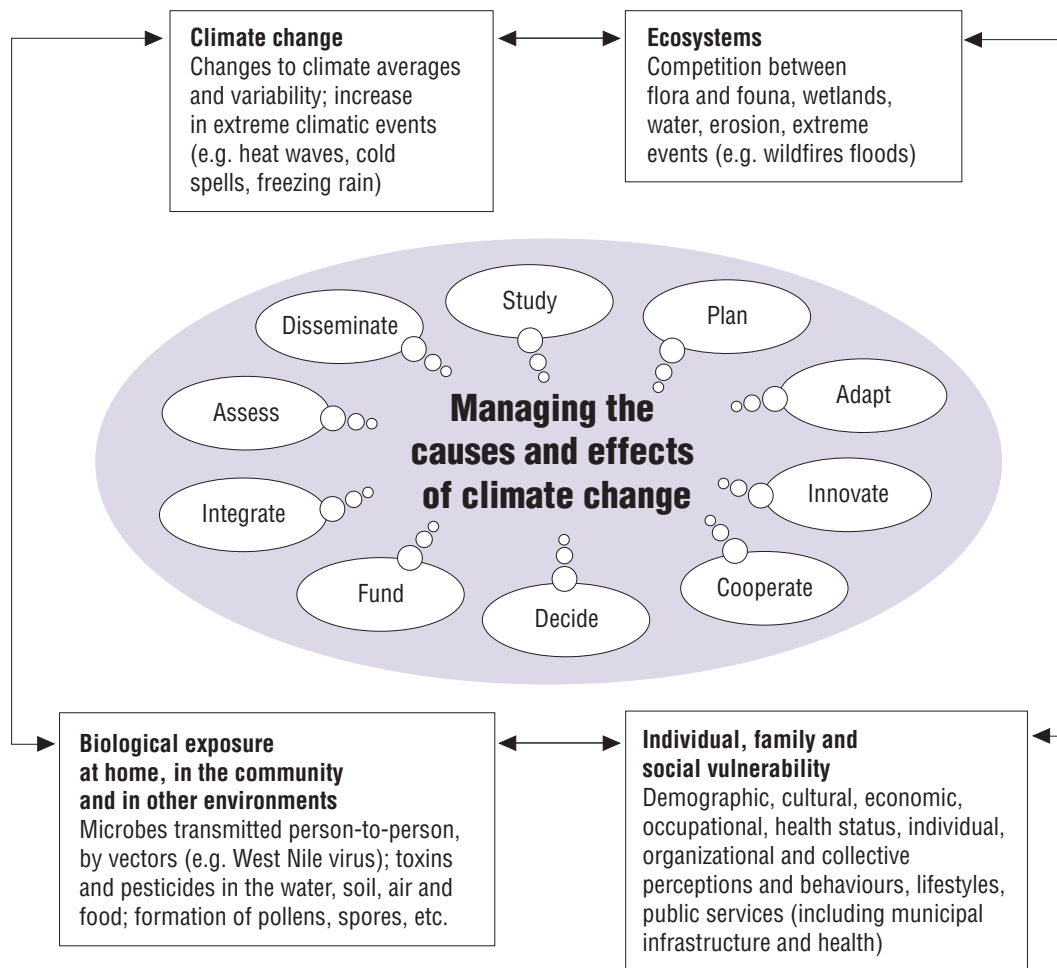 Climate change
Changes to climate averages
and variability; increase
in extreme climatic events
(e.g. heat waves, cold
spells, freezing rain)
Ecosystems
Competition between
flora and founa, wetlands,
water, erosion, extreme
events (e.g. wildfires floods)
Study
Disseminate
Plan
Adapt
Assess
Managing the
causes and effects
of climate change
Integrate
Innovate
Fund
Decide
Cooperate
Biological exposure
at home, in the community
and in other environments
Microbes transmitted person-to-person,
by vectors (e.g. West Nile virus); toxins
and pesticides in the water, soil, air and
food; formation of pollens, spores, etc.
Individual, family and
social vulnerability
Demographic, cultural, economic,
occupational, health status, individual,
organizational and collective
perceptions and behaviours, lifestyles,
public services (including municipal
infrastructure and health)